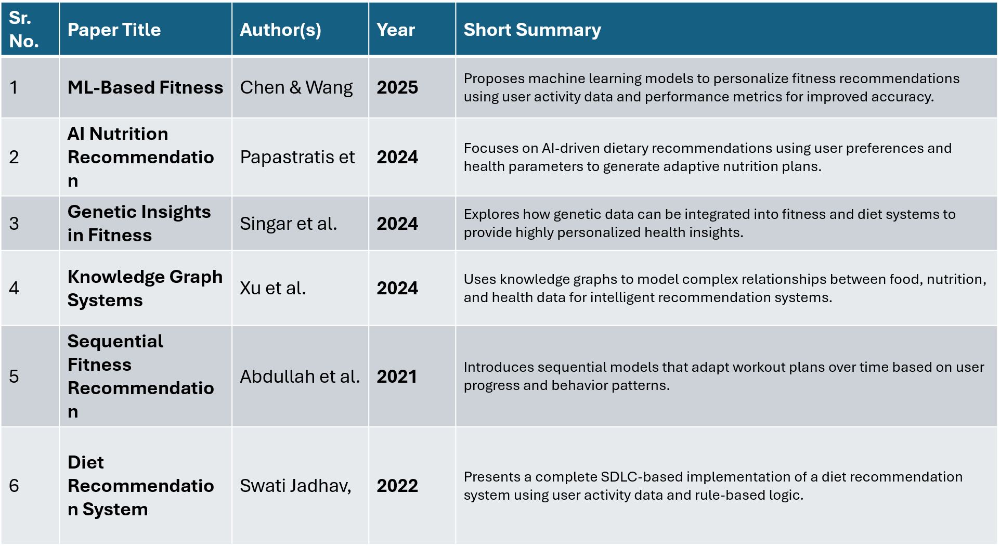 Sr.
No.
Paper Title
Author(s)
Year
Short Summary
1
ML-Based Fitness
Chen & Wang
2025
Proposes machine learning models to personalize fitness recommendations
using user activity data and performance metrics for improved accuracy.
2
AI Nutrition
Recommendatio
n
Papastratis et
2024
Focuses on AI-driven dietary recommendations using user preferences and
health parameters to generate adaptive nutrition plans.
3
Genetic Insights
in Fitness
Singar et al.
2024
Explores how genetic data can be integrated into fitness and diet systems to
provide highly personalized health insights.
4
Knowledge Graph
Systems
Xu et al.
2024
Uses knowledge graphs to model complex relationships between food, nutrition,
and health data for intelligent recommendation systems.
5
Sequential
Fitness
Recommendatio
n
Abdullah et al.
2021
Introduces sequential models that adapt workout plans over time based on user
progress and behavior patterns.
6
Diet
Recommendatio
n System
Swati Jadhav,
2022
Presents a complete SDLC-based implementation of a diet recommendation
system using user activity data and rule-based logic.